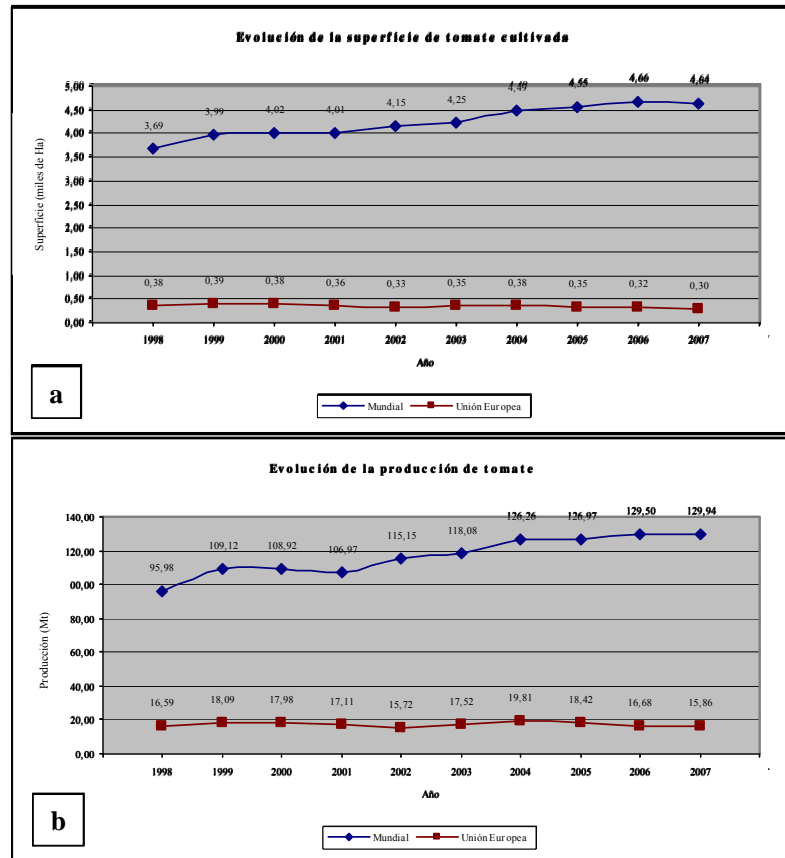 Evolución de la superficie de tomate cultivada
Superficie (miles de Ha)
5,00
4,50
4,00
3,50
3,00
2,50
2,00
1,50
1,00
0,50
0,00
3,69 3,99 4,02 4,01 4,15 4,25 4,49 4,55 4,66 4,64
0,38 0,39 0,38 0,36 0,33 0,35 0,38 0,35 0,32 0,30
1998 1999 2000 2001 2002 2003 2004 2005 2006 2007
Año
a
Mundial Unión Europea
Evolución de la producción de tomate
Producción (Mt)
140,00
120,00
00,00
80,00
60,00
40,00
20,00
0,00
95,98 109,12 108,92 106,97 115,15 118,08 126,26 126,97 129,50 129,94
16,59 18,09 17,98 17,11 15,72 17,52 19,81 18,42 16,68 15,86
1998 1999 2000 2001 2002 2003 2004 2005 2006 2007
Año
b
Mundial Unión Europea